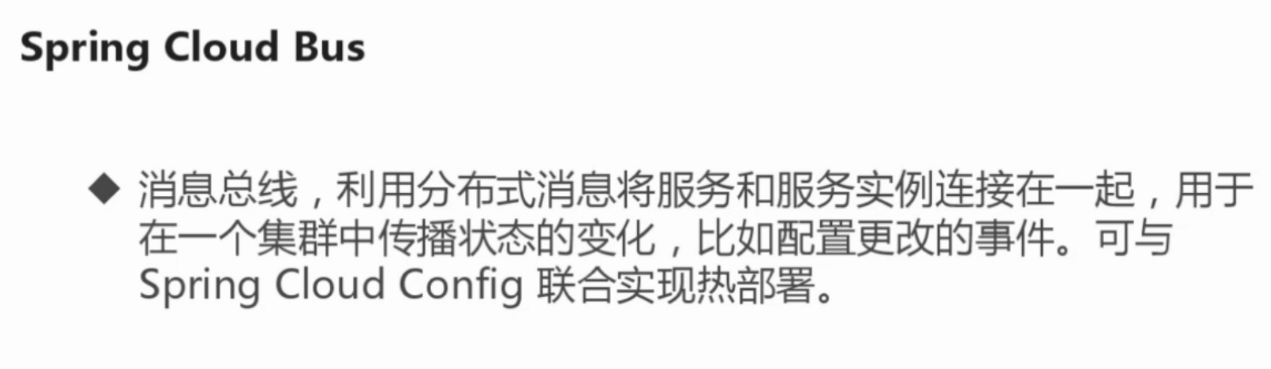 Spring Cloud Bus
◆ 消息总线，利用分布式消息将服务和服务实例连接在一起，用于
在一个集群中传播状态的变化，比如配置更改的事件。可与
Spring Cloud Config 联合实现热部署。